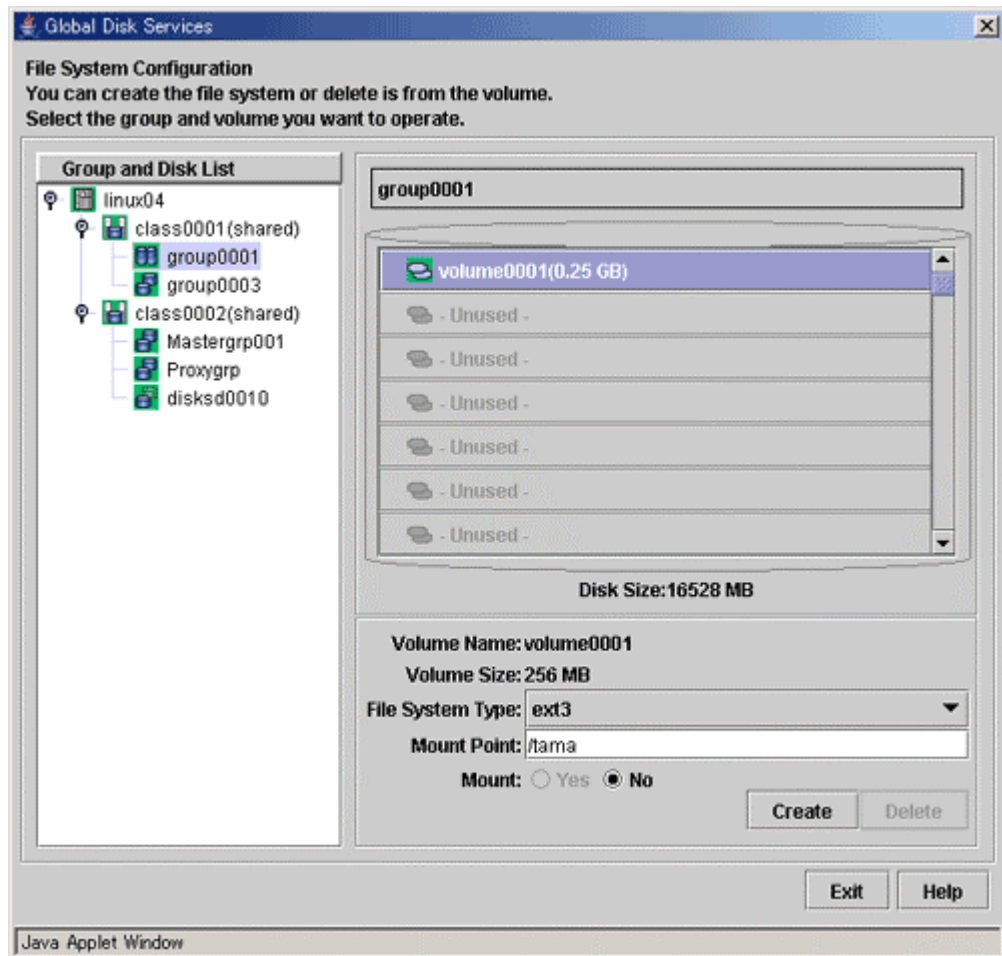 Global Disk Services
File System Configuration
You can create the file system or delete is from the volume.
Select the group and volume you want to operate.
Group and Disk List
linux04
class0001(shared)
group0001
group0003
class0002(shared)
Mastergrp001
Proxygrp
disksd0010
group0001
volume0001(0.25 GB)
- Unused -
- Unused -
- Unused -
- Unused -
- Unused -
- Unused -
Disk Size:16528 MB
Volume Name: volume0001
Volume Size: 256 MB
File System Type: ext3
Mount Point: /tama
Mount: Yes No
Create Delete
Exit Help
Java Applet Window